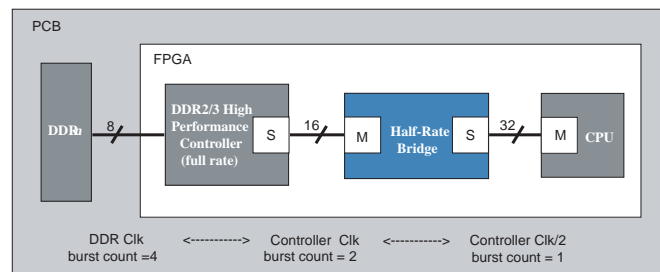 PCB
FPGA
DDRn
8
DDR2/3 High
Performance
Controller
(full rate)
S
16
M
Half-Rate
Bridge
S
32
M
CPU
DDR Clk <-----------> Controller Clk <-----------> Controller Clk/2
burst count =4 burst count = 2 burst count = 1